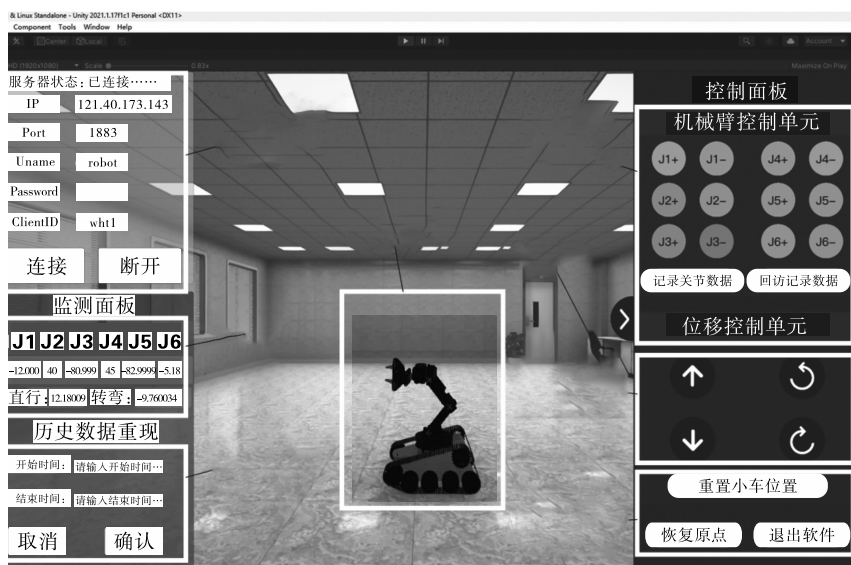 & Linux Standalone - Unity 2021.1.17f1c1 Personal <DX11>
Component Tools Window Help
Center Local
Account
HD (1920x1080) Scale 0.83x Maximize On Play
服务器状态:已连接……
IP 121.40.173.143
Port 1883
Uname robot
Password
ClientID wht1
连接 断开
监测面板
J1 J2 J3 J4 J5 J6
-12.000 40 -80.999 45 -82.9999 -5.18
直行: 12.18009 转弯: -9.760034
历史数据重现
开始时间: 请输入开始时间…
结束时间: 请输入结束时间…
取消 确认
控制面板
机械臂控制单元
J1+ J1- J4+ J4-
J2+ J2- J5+ J5-
J3+ J3- J6+ J6-
记录关节数据 回访记录数据
位移控制单元
重置小车位置
恢复原点 退出软件